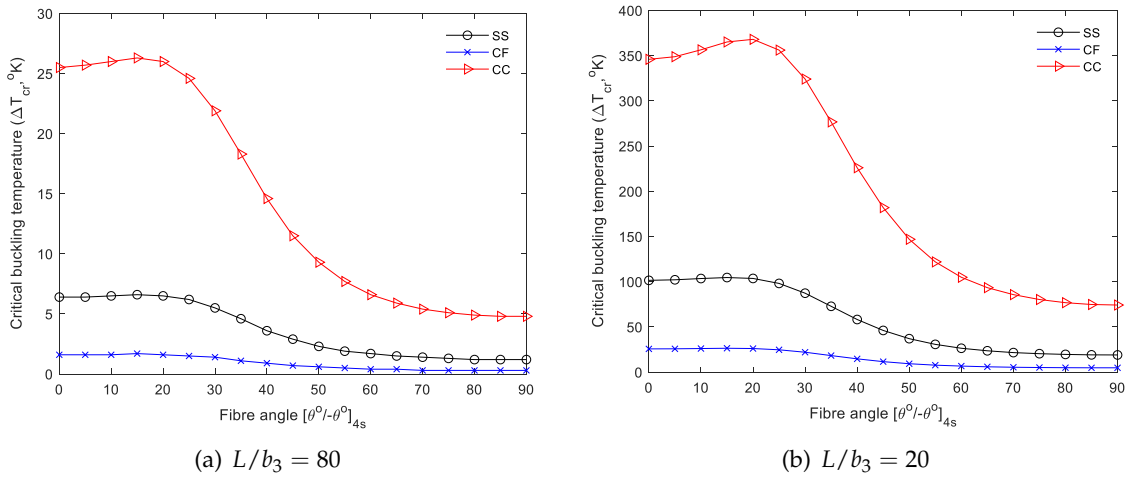 30
25
20
15
10
5
0
Critical buckling temperature (ΔT_cr, °K)
SS
CF
CC
0 10 20 30 40 50 60 70 80 90
Fibre angle [θ°/-θ°]_4s
(a) L/b₃ = 80
400
350
300
250
200
150
100
50
0
Critical buckling temperature (ΔT_cr, °K)
SS
CF
CC
0 10 20 30 40 50 60 70 80 90
Fibre angle [θ°/-θ°]_4s
(b) L/b₃ = 20